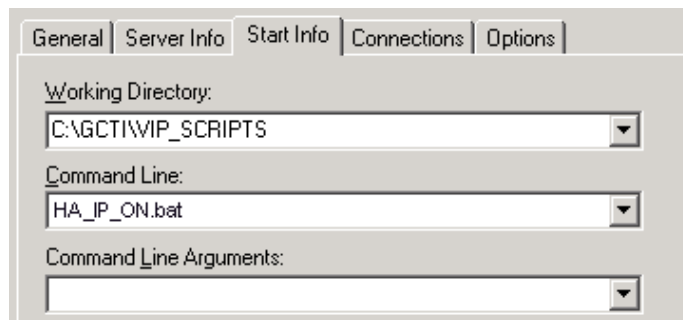 General Server Info Start Info Connections Options
Working Directory:
C:\GCTI\VIP_SCRIPTS
Command Line:
HA_IP_ON.bat
Command Line Arguments: